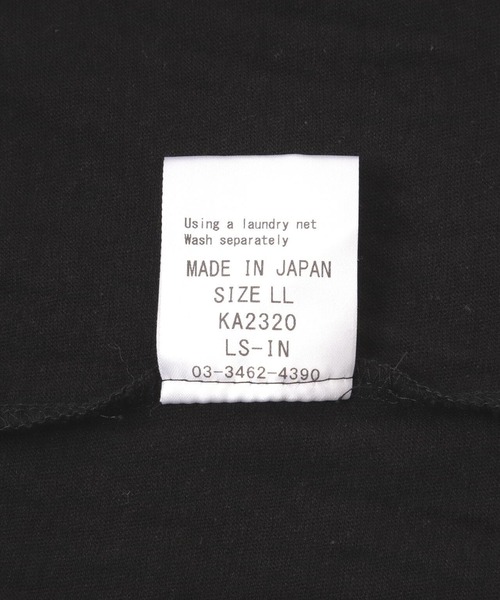 Using a laundry net
Wash separately
MADE IN JAPAN
SIZE LL
KA2320
LS-IN
03-3462-4390